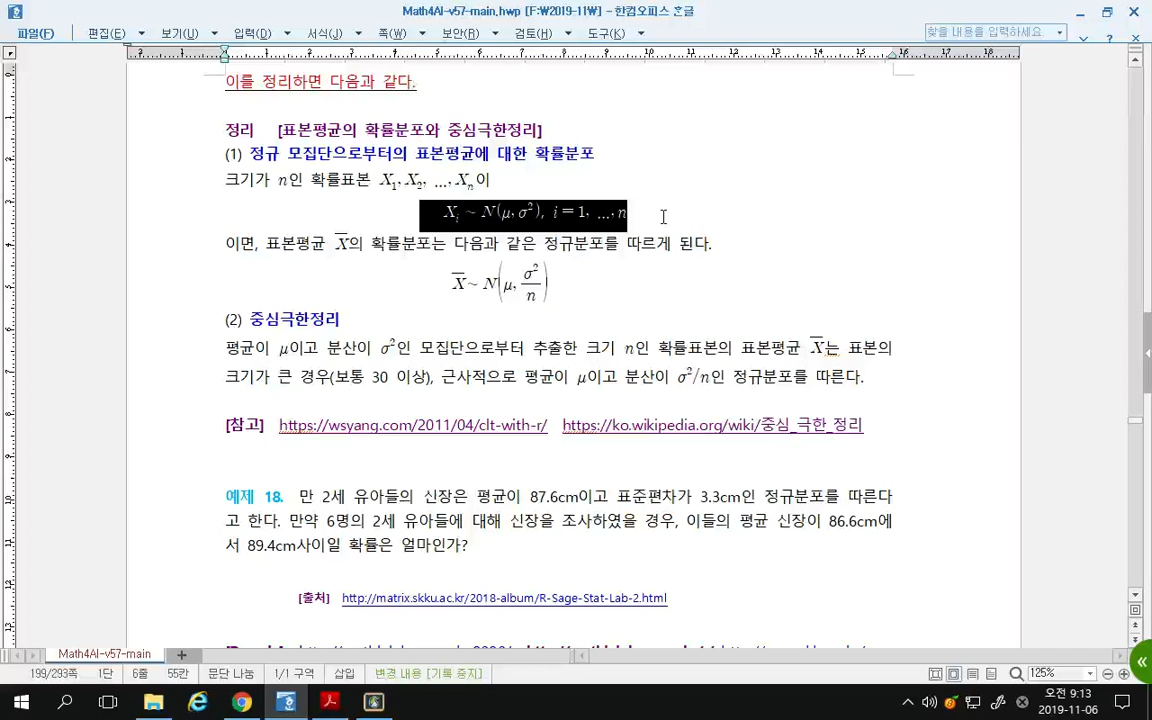 Math4AI-v57-main.hwp [F:₩2019-11₩] - 한컴오피스 한글
파일(F) 편집(E) 보기(U) 입력(D) 서식(J) 쪽(W) 보안(R) 검토(H) 도구(K) 찾을 내용을 입력하세요.
이를 정리하면 다음과 같다.
정리 [표본평균의 확률분포와 중심극한정리]
(1) 정규 모집단으로부터의 표본평균에 대한 확률분포
크기가 n인 확률표본 X₁, X₂, …, Xₙ이
Xᵢ ~ N(μ, σ²), i = 1, …, n
이면, 표본평균 X̅의 확률분포는 다음과 같은 정규분포를 따르게 된다.
X̅ ~ N(μ, σ²/n)
(2) 중심극한정리
평균이 μ이고 분산이 σ²인 모집단으로부터 추출한 크기 n인 확률표본의 표본평균 X̅는 표본의
크기가 큰 경우(보통 30 이상), 근사적으로 평균이 μ이고 분산이 σ²/n인 정규분포를 따른다.
[참고] https://wsyang.com/2011/04/clt-with-r/ https://ko.wikipedia.org/wiki/중심_극한_정리
예제 18. 만 2세 유아들의 신장은 평균이 87.6cm이고 표준편차가 3.3cm인 정규분포를 따른다
고 한다. 만약 6명의 2세 유아들에 대해 신장을 조사하였을 경우, 이들의 평균 신장이 86.6cm에
서 89.4cm사이일 확률은 얼마인가?
[출처] http://matrix.skku.ac.kr/2018-album/R-Sage-Stat-Lab-2.html
Math4AI-v57-main
199/293쪽 1단 6줄 55칸 문단 나눔 1/1 구역 삽입 변경 내용 [기록 중지] 125%
오전 9:13
2019-11-06